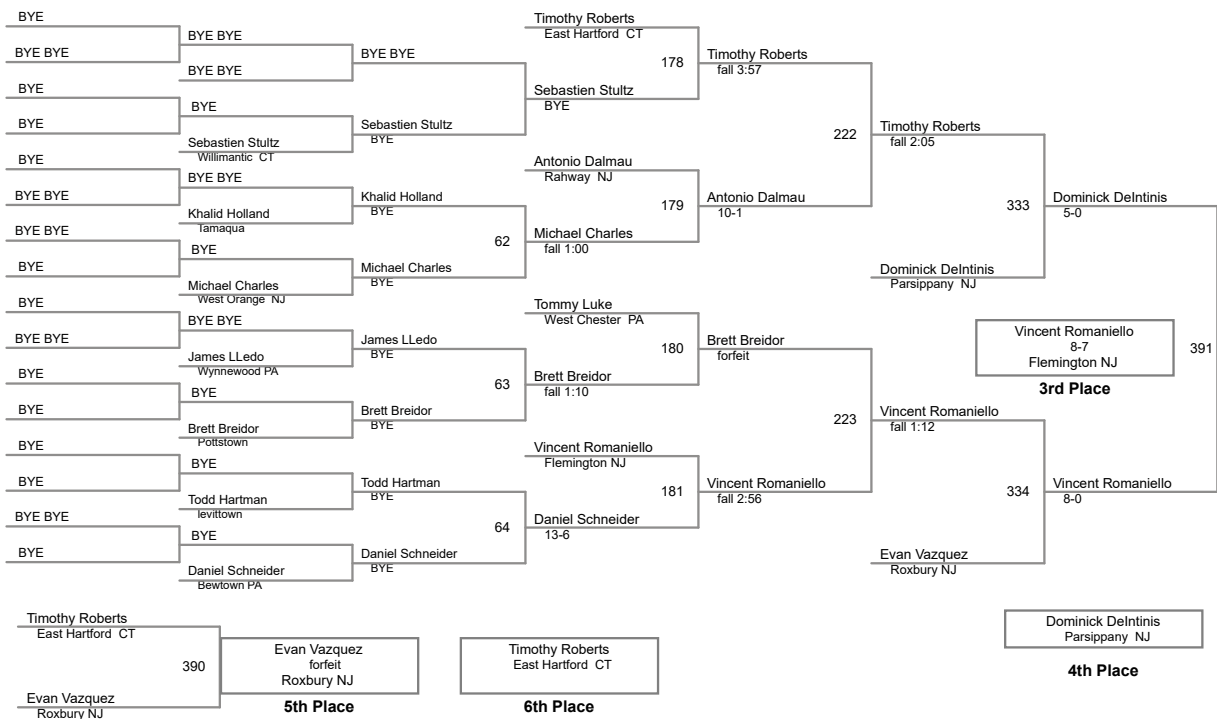 BYE
BYE BYE
BYE
BYE
BYE
BYE BYE
BYE BYE
BYE
BYE
BYE BYE
BYE
BYE
BYE
BYE
BYE BYE
BYE
BYE BYE
BYE BYE
BYE
Sebastien Stultz
Willimantic CT
BYE BYE
Khalid Holland
Tamaqua
BYE
Michael Charles
West Orange NJ
BYE BYE
James LLedo
Wynnewood PA
BYE
Brett Breidor
Pottstown
BYE
Todd Hartman
levittown
BYE
Daniel Schneider
Bewtown PA
BYE BYE
Sebastien Stultz
BYE
Khalid Holland
BYE
62
Michael Charles
BYE
James LLedo
BYE
63
Brett Breidor
BYE
Todd Hartman
BYE
64
Daniel Schneider
BYE
Timothy Roberts
East Hartford CT
178
Sebastien Stultz
BYE
Antonio Dalmau
Rahway NJ
179
Michael Charles
fall 1:00
Tommy Luke
West Chester PA
180
Brett Breidor
fall 1:10
Vincent Romaniello
Flemington NJ
181
Daniel Schneider
13-6
Timothy Roberts
fall 3:57
222
Antonio Dalmau
10-1
Brett Breidor
forfeit
223
Vincent Romaniello
fall 2:56
Timothy Roberts
fall 2:05
333
Dominick DeIntinis
Parsippany NJ
Vincent Romaniello
fall 1:12
334
Evan Vazquez
Roxbury NJ
Dominick DeIntinis
5-0
391
Vincent Romaniello
8-0
Vincent Romaniello
8-7
Flemington NJ
3rd Place
Dominick DeIntinis
Parsippany NJ
4th Place
Timothy Roberts
East Hartford CT
390
Evan Vazquez
Roxbury NJ
Evan Vazquez
forfeit
Roxbury NJ
5th Place
Timothy Roberts
East Hartford CT
6th Place